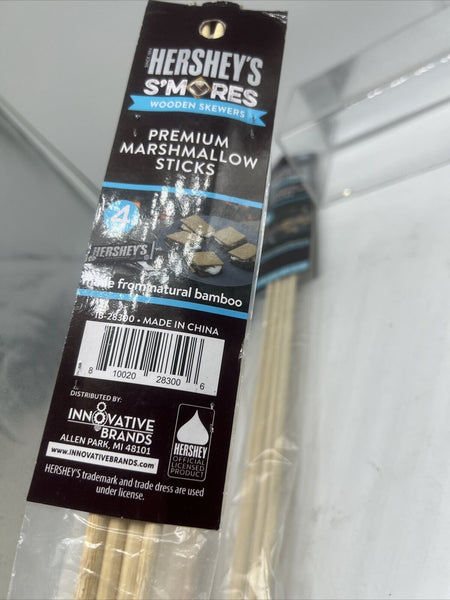 HERSHEY'S
S'MORES
WOODEN SKEWERS
PREMIUM
MARSHMALLOW
STICKS
4
HERSHEY'S
from natural bamboo
IB-28300 • MADE IN CHINA
8 10020 28300 6
DISTRIBUTED BY:
INNOVATIVE
BRANDS
ALLEN PARK, MI 48101
www.INNOVATIVEBRANDS.com
HERSHEY
OFFICIAL
LICENSED
PRODUCT
HERSHEY'S trademark and trade dress are used
under license.